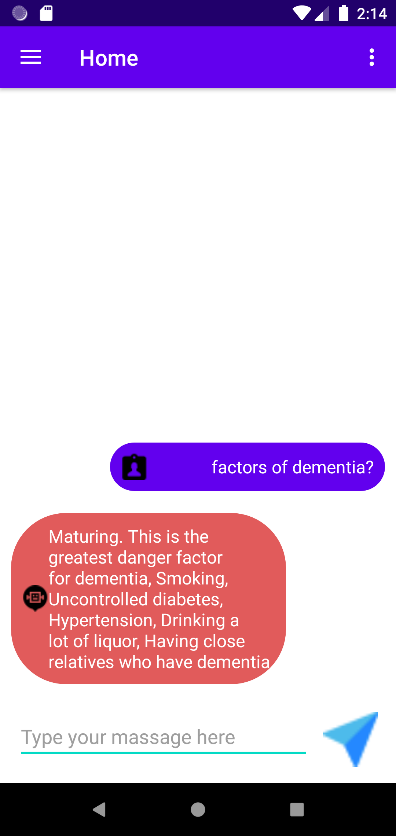 2:14
Home
factors of dementia?
Maturing. This is the
greatest danger factor
for dementia, Smoking,
Uncontrolled diabetes,
Hypertension, Drinking a
lot of liquor, Having close
relatives who have dementia
Type your massage here